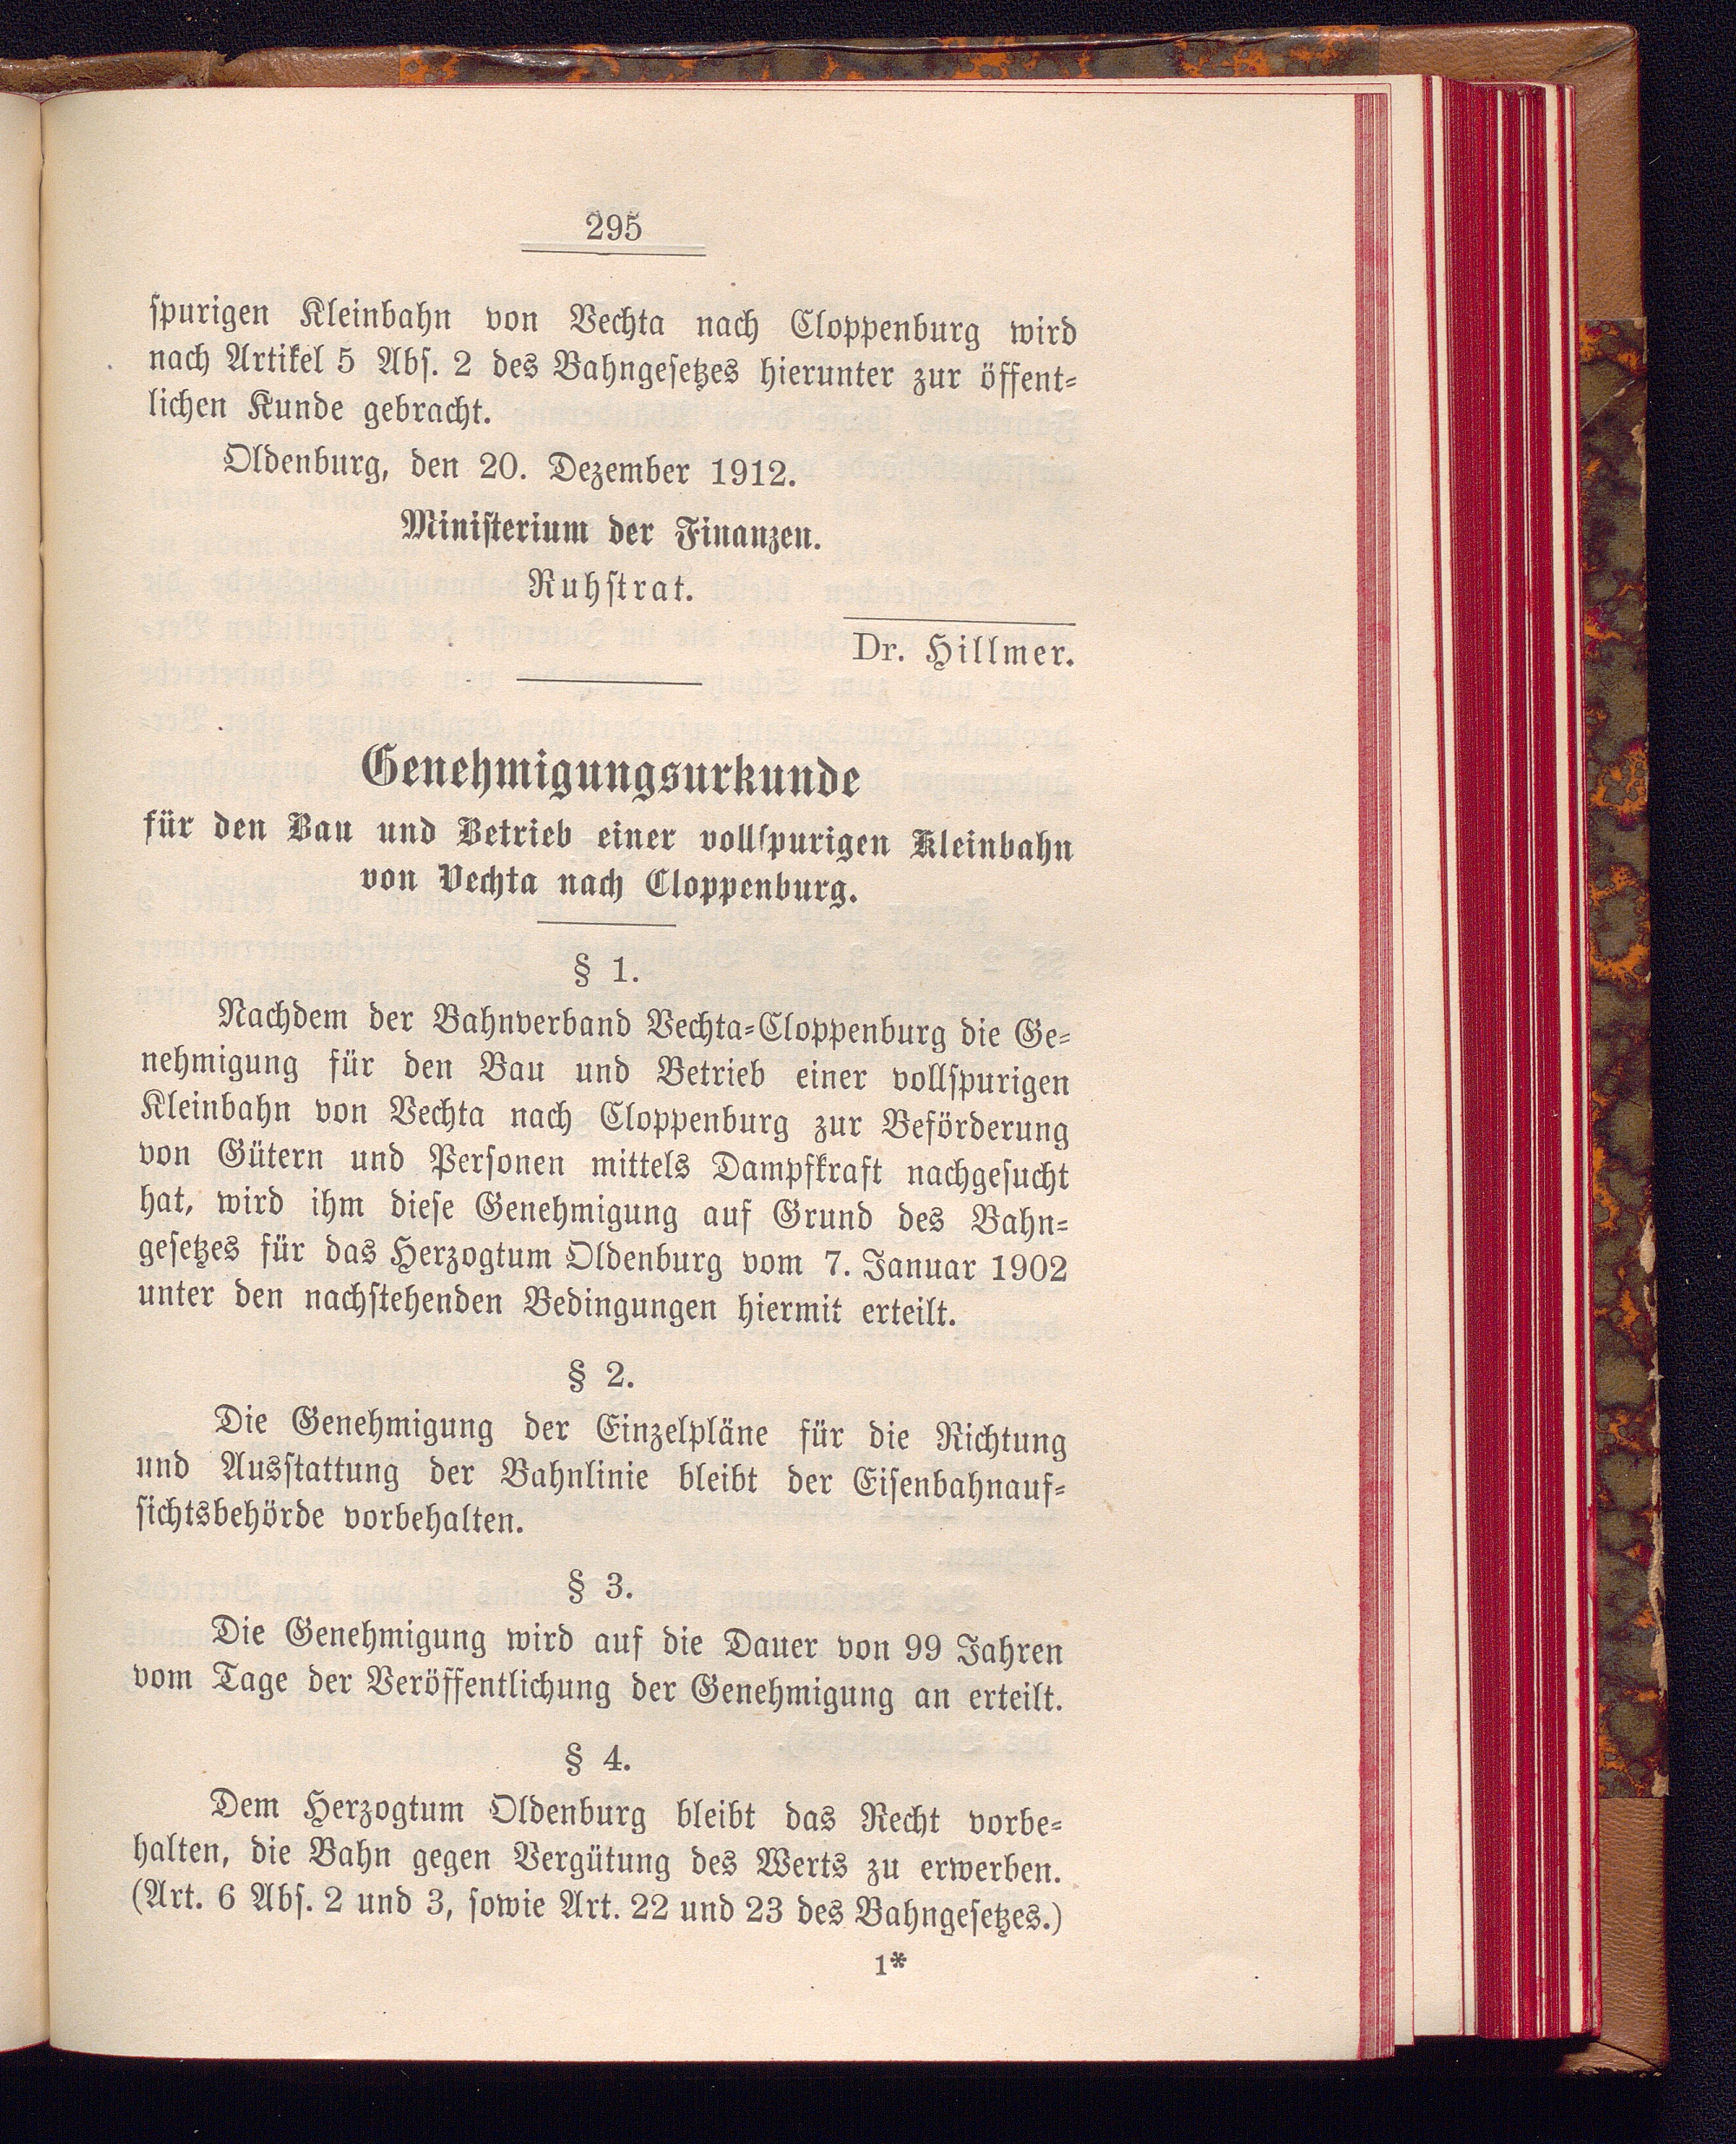 295
spurigen Kleinbahn von Vechta nach Cloppenburg wird
nach Artikel 5 Abs. 2 des Bahngesetzes hierunter zur öffent-
lichen Kunde gebracht.
Oldenburg, den 20. Dezember 1912.
Ministerium der Finanzen.
Ruhstrat.
Dr. Hillmer.
Genehmigungsurkunde
für den Bau und Betrieb einer vollspurigen Kleinbahn
von Vechta nach Cloppenburg.
§ 1.
Nachdem der Bahnverband Vechta-Cloppenburg die Ge-
nehmigung für den Bau und Betrieb einer vollspurigen
Kleinbahn von Vechta nach Cloppenburg zur Beförderung
von Gütern und Personen mittels Dampfkraft nachgesucht
hat, wird ihm diese Genehmigung auf Grund des Bahn-
gesetzes für das Herzogtum Oldenburg vom 7. Januar 1902
unter den nachstehenden Bedingungen hiermit erteilt.
§ 2.
Die Genehmigung der Einzelpläne für die Richtung
und Ausstattung der Bahnlinie bleibt der Eisenbahnauf-
sichtsbehörde vorbehalten.
§ 3.
Die Genehmigung wird auf die Dauer von 99 Jahren
vom Tage der Veröffentlichung der Genehmigung an erteilt.
§ 4.
Dem Herzogtum Oldenburg bleibt das Recht vorbe-
halten, die Bahn gegen Vergütung des Werts zu erwerben.
(Art. 6 Abs. 2 und 3, sowie Art. 22 und 23 des Bahngesetzes.)
1*